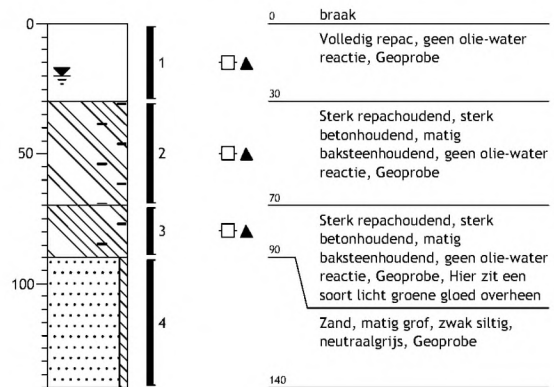 0
50
100
1
2
3
4
0 braak
Volledig repac, geen olie-water
reactie, Geoprobe
30
Sterk repachoudend, sterk
betonhoudend, matig
baksteenhoudend, geen olie-water
reactie, Geoprobe
70
Sterk repachoudend, sterk
betonhoudend, matig
90
baksteenhoudend, geen olie-water
reactie, Geoprobe, Hier zit een
soort licht groene gloed overheen
Zand, matig grof, zwak siltig,
neutraalgrijs, Geoprobe
140